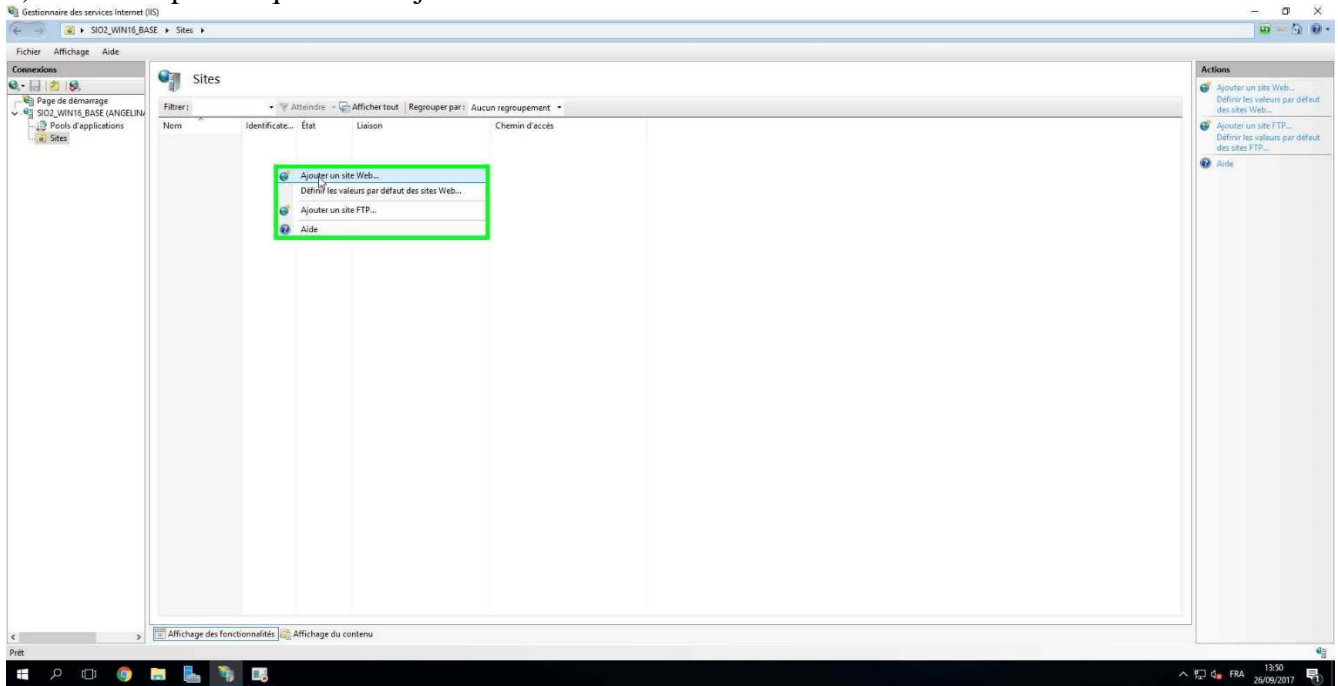 Gestionnaire des services Internet (IIS)
SIO2_WIN16_BASE ▸ Sites ▸
Fichier Affichage Aide
Connexions
Page de démarrage
SIO2_WIN16_BASE (ANGELINA
Pools d'applications
Sites
Sites
Filtrer: Atteindre Afficher tout Regrouper par: Aucun regroupement
Nom Identificate... État Liaison Chemin d'accès
Ajouter un site Web...
Définir les valeurs par défaut des sites Web...
Ajouter un site FTP...
Aide
Actions
Ajouter un site Web...
Définir les valeurs par défaut
des sites Web...
Ajouter un site FTP...
Définir les valeurs par défaut
des sites FTP...
Aide
Affichage des fonctionnalités Affichage du contenu
Prêt
FRA 13:50
26/09/2017